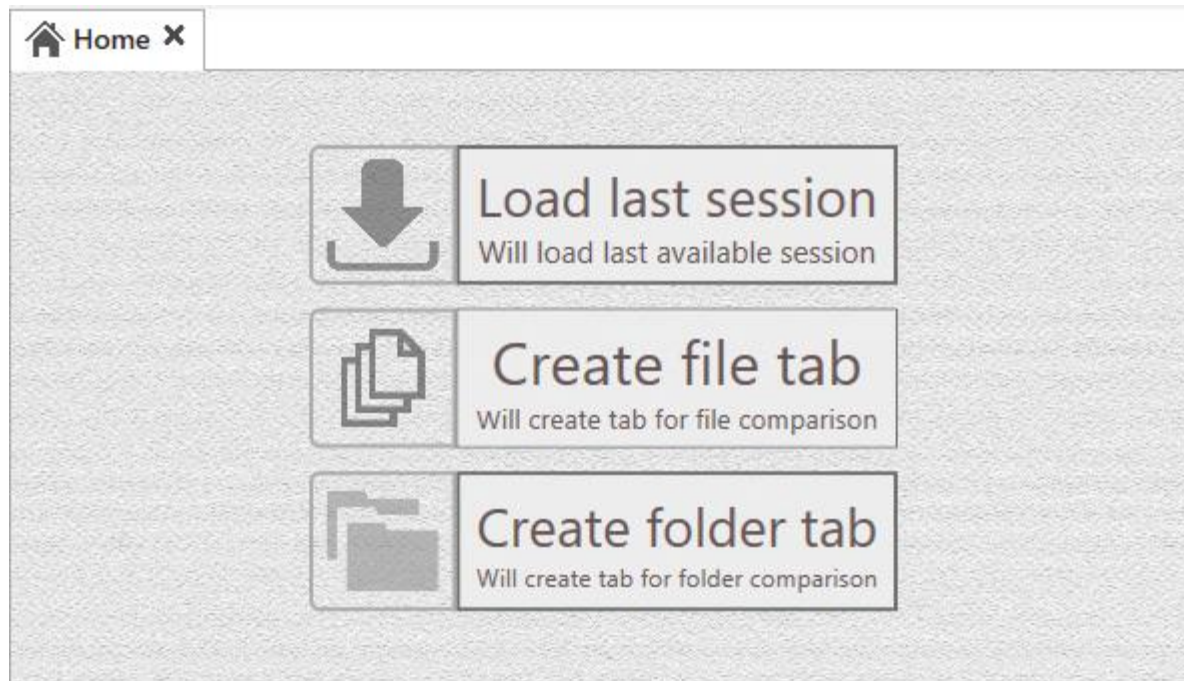 Home
Load last session
Will load last available session
Create file tab
Will create tab for file comparison
Create folder tab
Will create tab for folder comparison